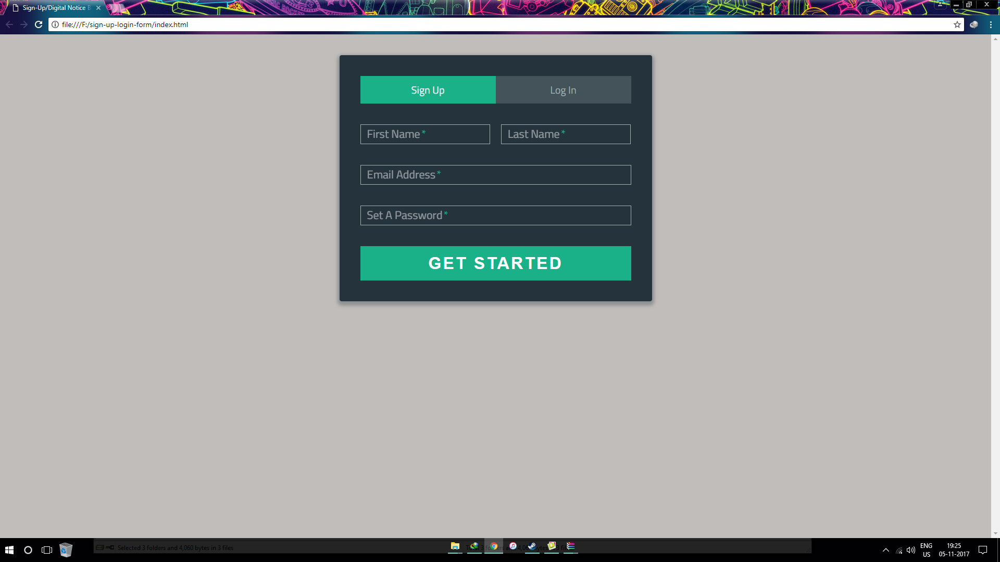 Sign-Up/Digital Notice
file:///F:/sign-up-login-form/index.html
Sign Up
Log In
First Name*
Last Name*
Email Address*
Set A Password*
GET STARTED
Selected 3 folders and 4,060 bytes in 3 files
ENG
US
19:25
05-11-2017